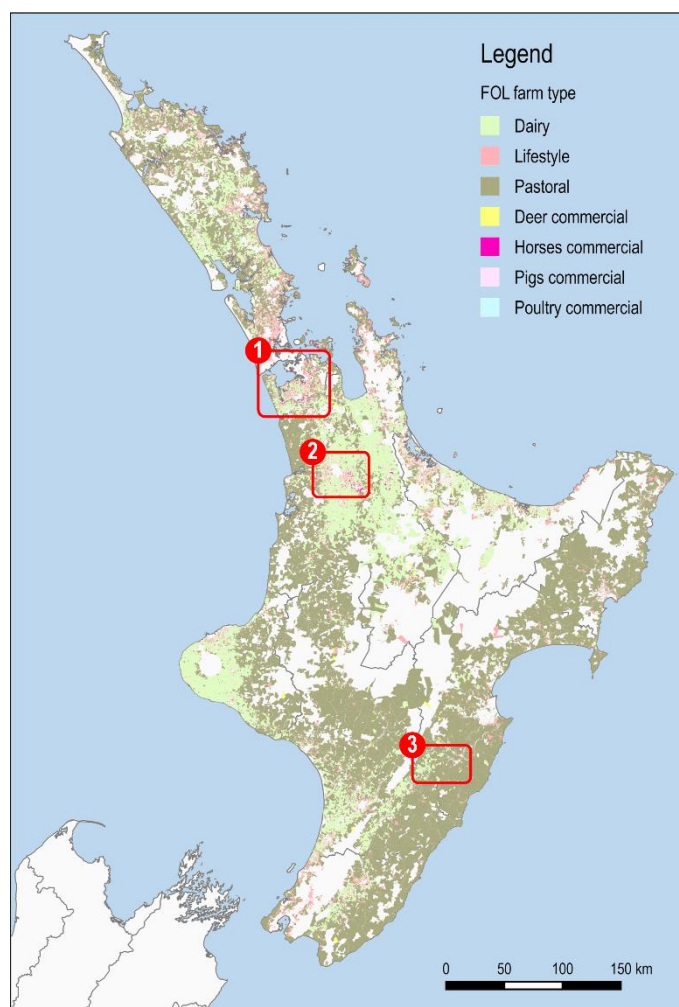 Legend
FOL farm type
Dairy
Lifestyle
Pastoral
Deer commercial
Horses commercial
Pigs commercial
Poultry commercial
1
2
3
0 50 100 150 km